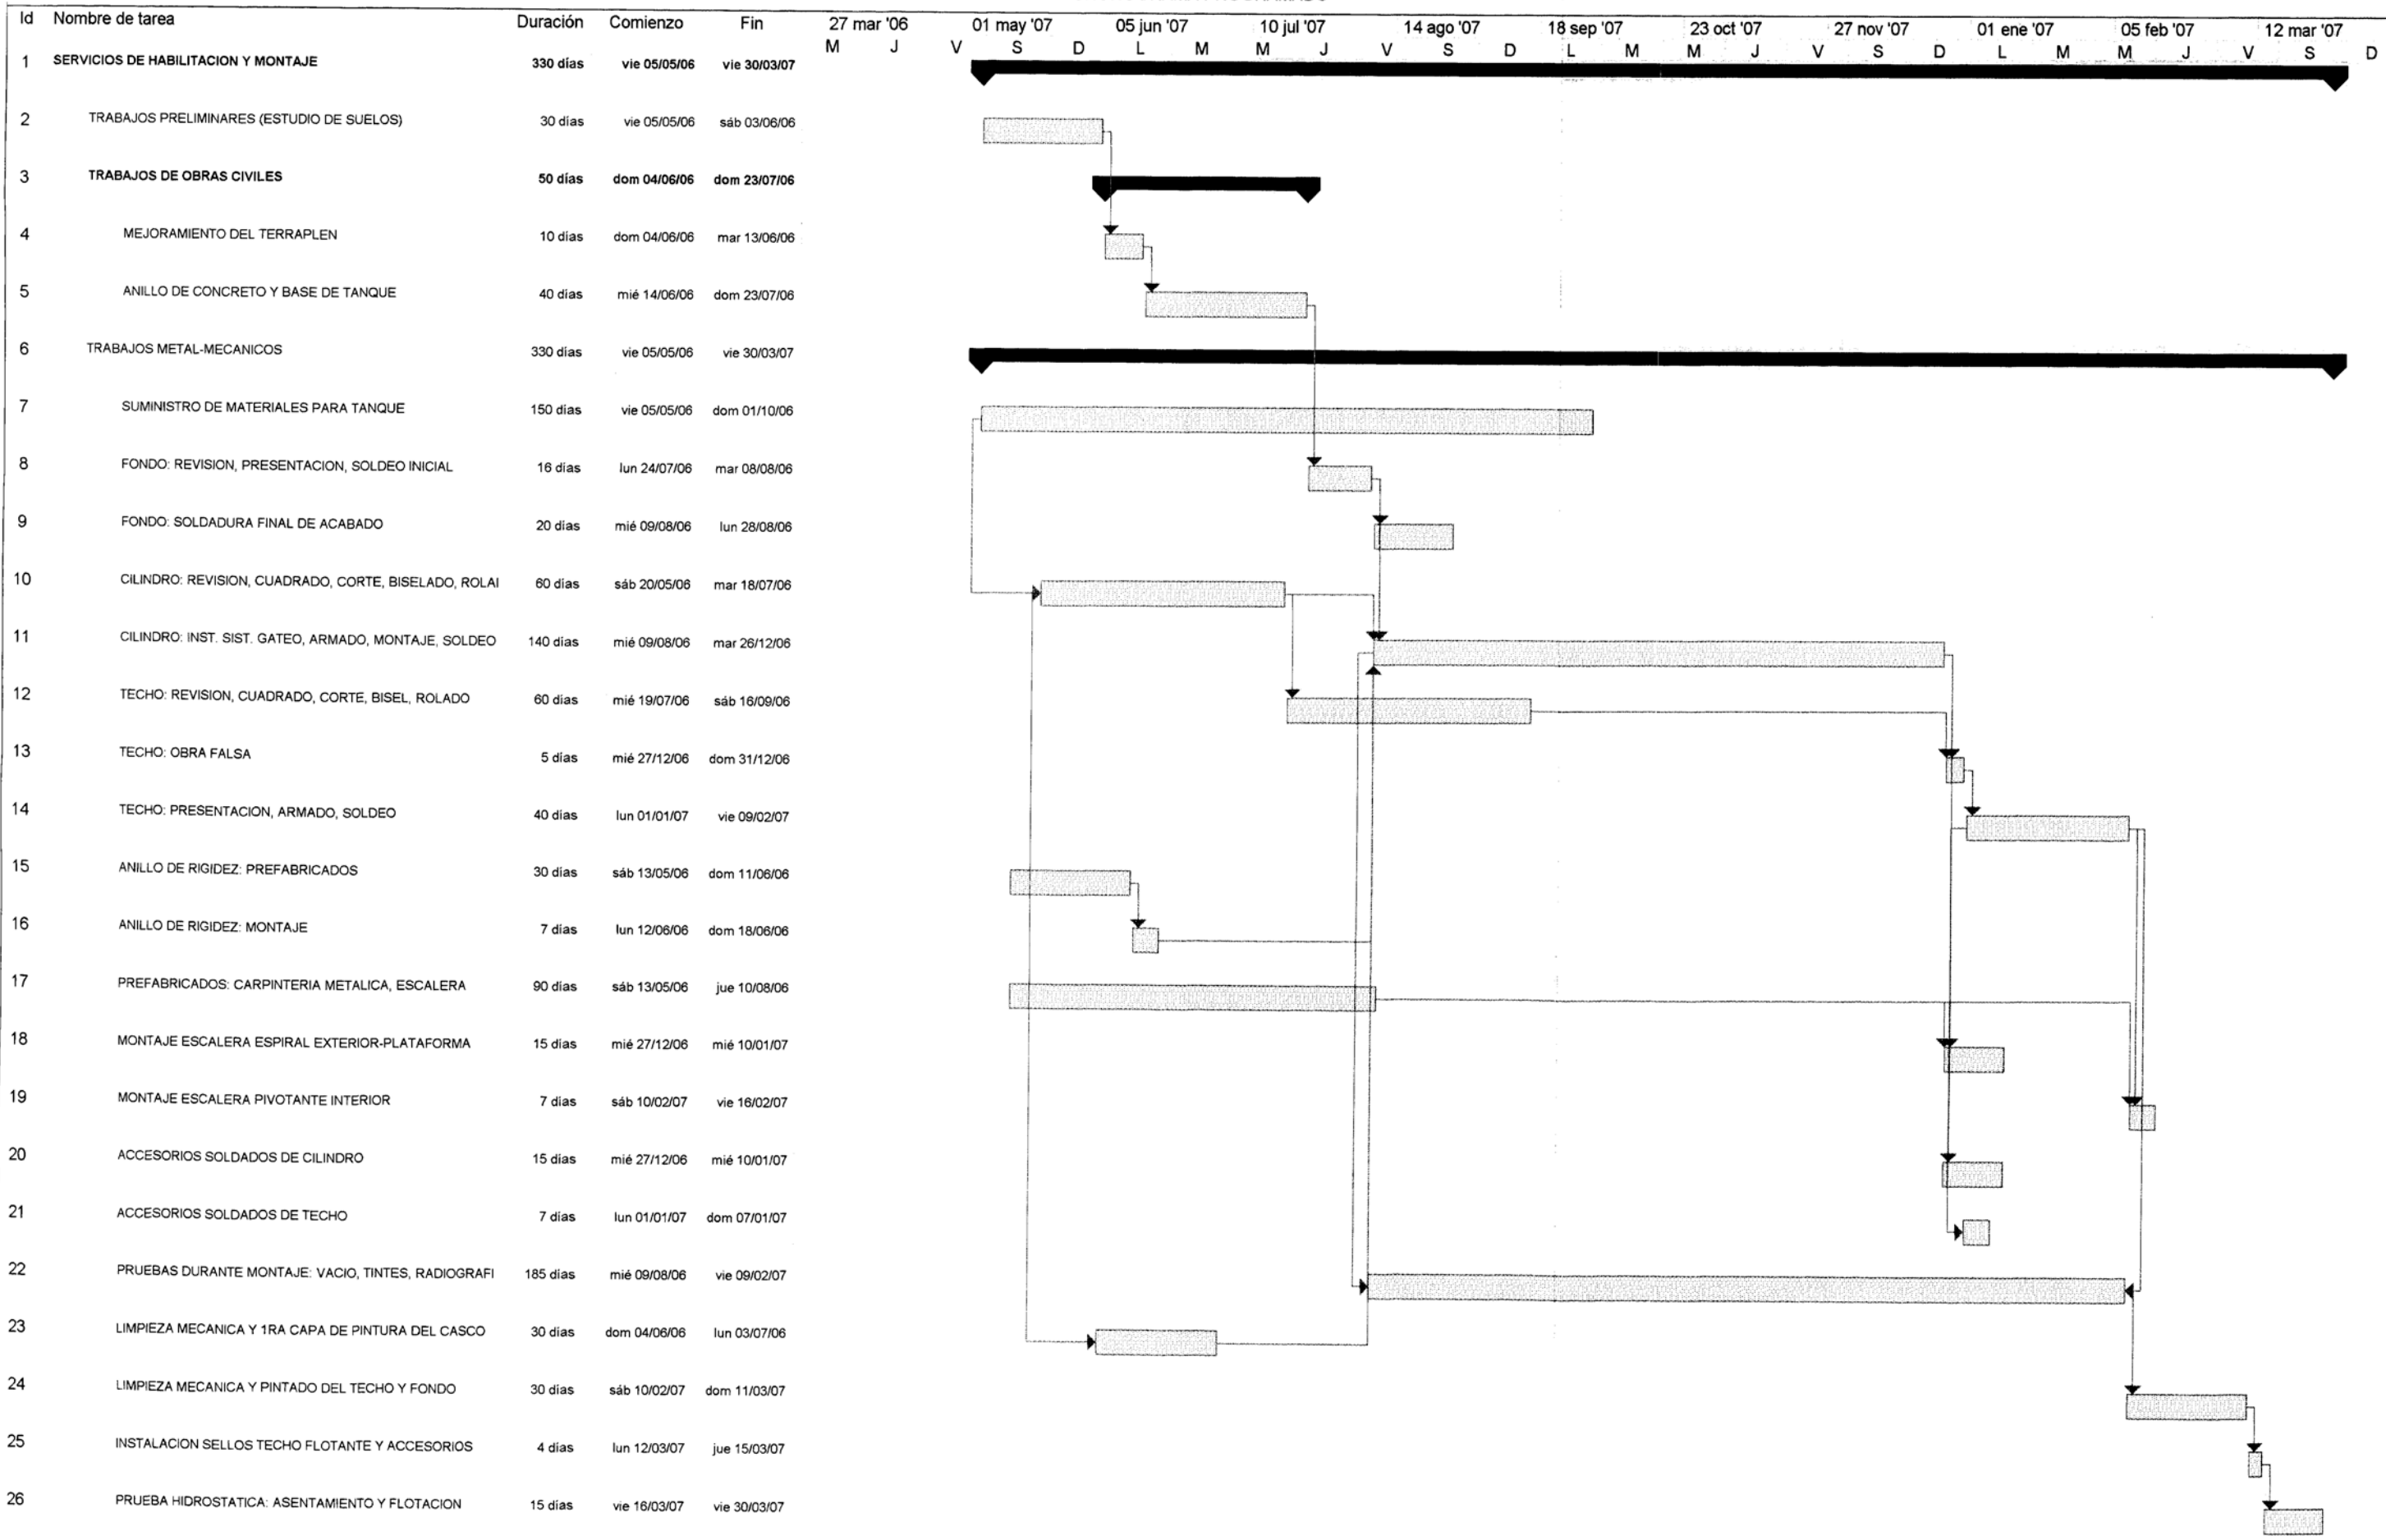 Id Nombre de tarea Duración Comienzo Fin 27 mar '06 01 may '07 05 jun '07 10 jul '07 14 ago '07 18 sep '07 23 oct '07 27 nov '07 01 ene '07 05 feb '07 12 mar '07
M J V S D L M M J V S D L M M J V S D L M M J V S D
1 SERVICIOS DE HABILITACION Y MONTAJE 330 días vie 05/05/06 vie 30/03/07
2 TRABAJOS PRELIMINARES (ESTUDIO DE SUELOS) 30 días vie 05/05/06 sáb 03/06/06
3 TRABAJOS DE OBRAS CIVILES 50 días dom 04/06/06 dom 23/07/06
4 MEJORAMIENTO DEL TERRAPLEN 10 días dom 04/06/06 mar 13/06/06
5 ANILLO DE CONCRETO Y BASE DE TANQUE 40 días mié 14/06/06 dom 23/07/06
6 TRABAJOS METAL-MECANICOS 330 días vie 05/05/06 vie 30/03/07
7 SUMINISTRO DE MATERIALES PARA TANQUE 150 días vie 05/05/06 dom 01/10/06
8 FONDO: REVISION, PRESENTACION, SOLDEO INICIAL 16 días lun 24/07/06 mar 08/08/06
9 FONDO: SOLDADURA FINAL DE ACABADO 20 días mié 09/08/06 lun 28/08/06
10 CILINDRO: REVISION, CUADRADO, CORTE, BISELADO, ROLAI 60 días sáb 20/05/06 mar 18/07/06
11 CILINDRO: INST. SIST. GATEO, ARMADO, MONTAJE, SOLDEO 140 días mié 09/08/06 mar 26/12/06
12 TECHO: REVISION, CUADRADO, CORTE, BISEL, ROLADO 60 días mié 19/07/06 sáb 16/09/06
13 TECHO: OBRA FALSA 5 días mié 27/12/06 dom 31/12/06
14 TECHO: PRESENTACION, ARMADO, SOLDEO 40 días lun 01/01/07 vie 09/02/07
15 ANILLO DE RIGIDEZ: PREFABRICADOS 30 días sáb 13/05/06 dom 11/06/06
16 ANILLO DE RIGIDEZ: MONTAJE 7 días lun 12/06/06 dom 18/06/06
17 PREFABRICADOS: CARPINTERIA METALICA, ESCALERA 90 días sáb 13/05/06 jue 10/08/06
18 MONTAJE ESCALERA ESPIRAL EXTERIOR-PLATAFORMA 15 días mié 27/12/06 mié 10/01/07
19 MONTAJE ESCALERA PIVOTANTE INTERIOR 7 días sáb 10/02/07 vie 16/02/07
20 ACCESORIOS SOLDADOS DE CILINDRO 15 días mié 27/12/06 mié 10/01/07
21 ACCESORIOS SOLDADOS DE TECHO 7 días lun 01/01/07 dom 07/01/07
22 PRUEBAS DURANTE MONTAJE: VACIO, TINTES, RADIOGRAFI 185 días mié 09/08/06 vie 09/02/07
23 LIMPIEZA MECANICA Y 1RA CAPA DE PINTURA DEL CASCO 30 días dom 04/06/06 lun 03/07/06
24 LIMPIEZA MECANICA Y PINTADO DEL TECHO Y FONDO 30 días sáb 10/02/07 dom 11/03/07
25 INSTALACION SELLOS TECHO FLOTANTE Y ACCESORIOS 4 días lun 12/03/07 jue 15/03/07
26 PRUEBA HIDROSTATICA: ASENTAMIENTO Y FLOTACION 15 días vie 16/03/07 vie 30/03/07